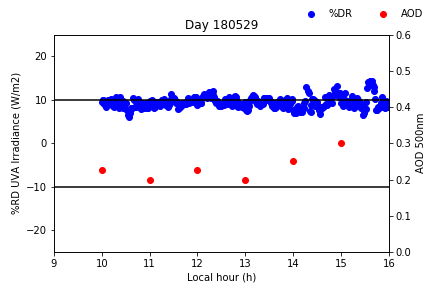 %DR AOD
Day 180529
%RD UVA Irradiance (W/m2)
20
10
0
−10
−20
0.6
0.5
0.4
0.3
0.2
0.1
0.0
AOD 500nm
9 10 11 12 13 14 15 16
Local hour (h)